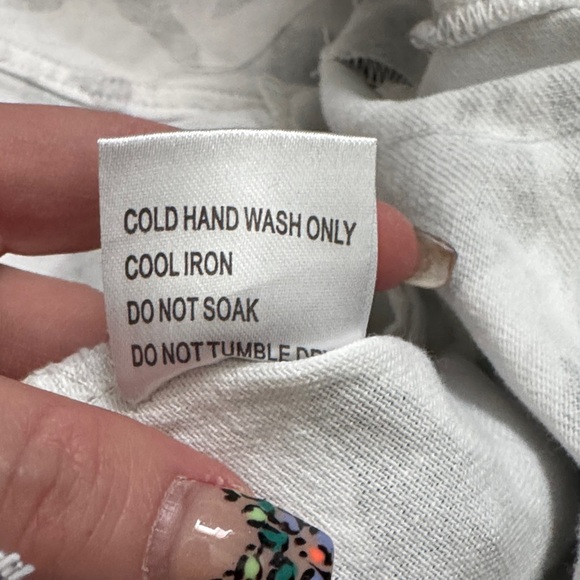 COLD HAND WASH ONLY
COOL IRON
DO NOT SOAK
DO NOT TUMBLE